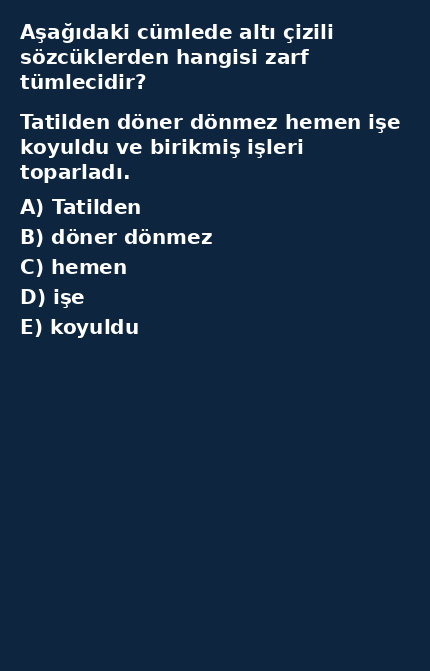 Aşağıdaki cümlede altı çizili
sözcüklerden hangisi zarf
tümlecidir?
Tatilden döner dönmez hemen işe
koyuldu ve birikmiş işleri
toparladı.
A) Tatilden
B) döner dönmez
C) hemen
D) işe
E) koyuldu